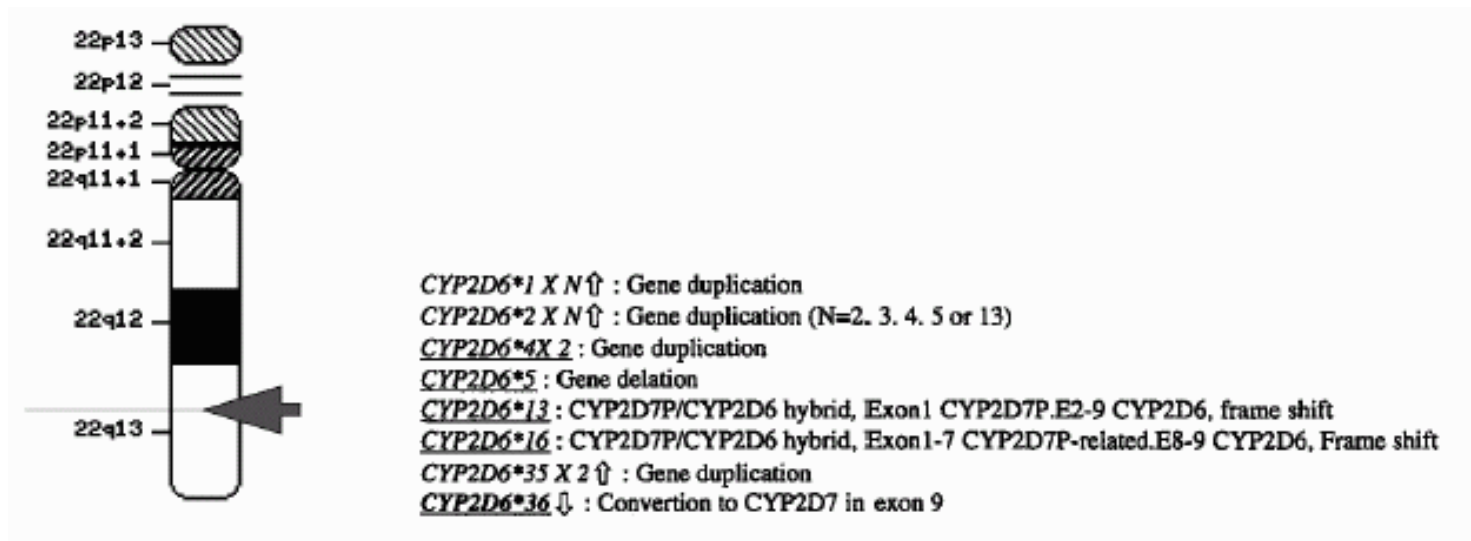 22p13
22p12
22p11.2
22p11.1
22q11.1
22q11.2
22q12
22q13
CYP2D6*1 X N⇧ : Gene duplication
CYP2D6*2 X N⇧ : Gene duplication (N=2. 3. 4. 5 or 13)
CYP2D6*4X 2 : Gene duplication
CYP2D6*5 : Gene delation
CYP2D6*13 : CYP2D7P/CYP2D6 hybrid, Exon1 CYP2D7P.E2-9 CYP2D6, frame shift
CYP2D6*16 : CYP2D7P/CYP2D6 hybrid, Exon1-7 CYP2D7P-related.E8-9 CYP2D6, Frame shift
CYP2D6*35 X 2⇧ : Gene duplication
CYP2D6*36⇩ : Convertion to CYP2D7 in exon 9